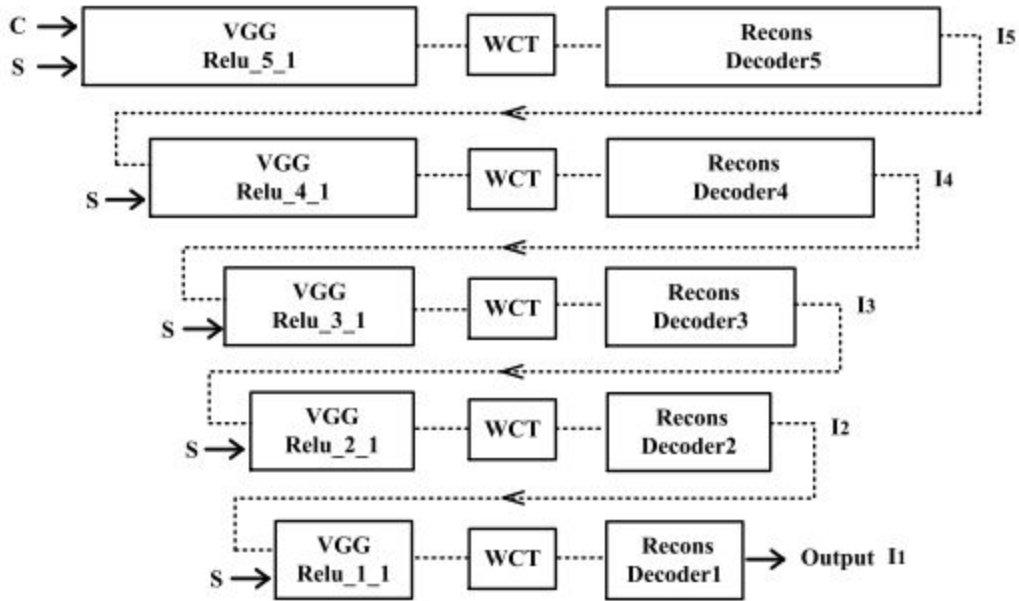 C
S
VGG
Relu_5_1
WCT
Recons
Decoder5
I5
S
VGG
Relu_4_1
WCT
Recons
Decoder4
I4
S
VGG
Relu_3_1
WCT
Recons
Decoder3
I3
S
VGG
Relu_2_1
WCT
Recons
Decoder2
I2
S
VGG
Relu_1_1
WCT
Recons
Decoder1
Output I1